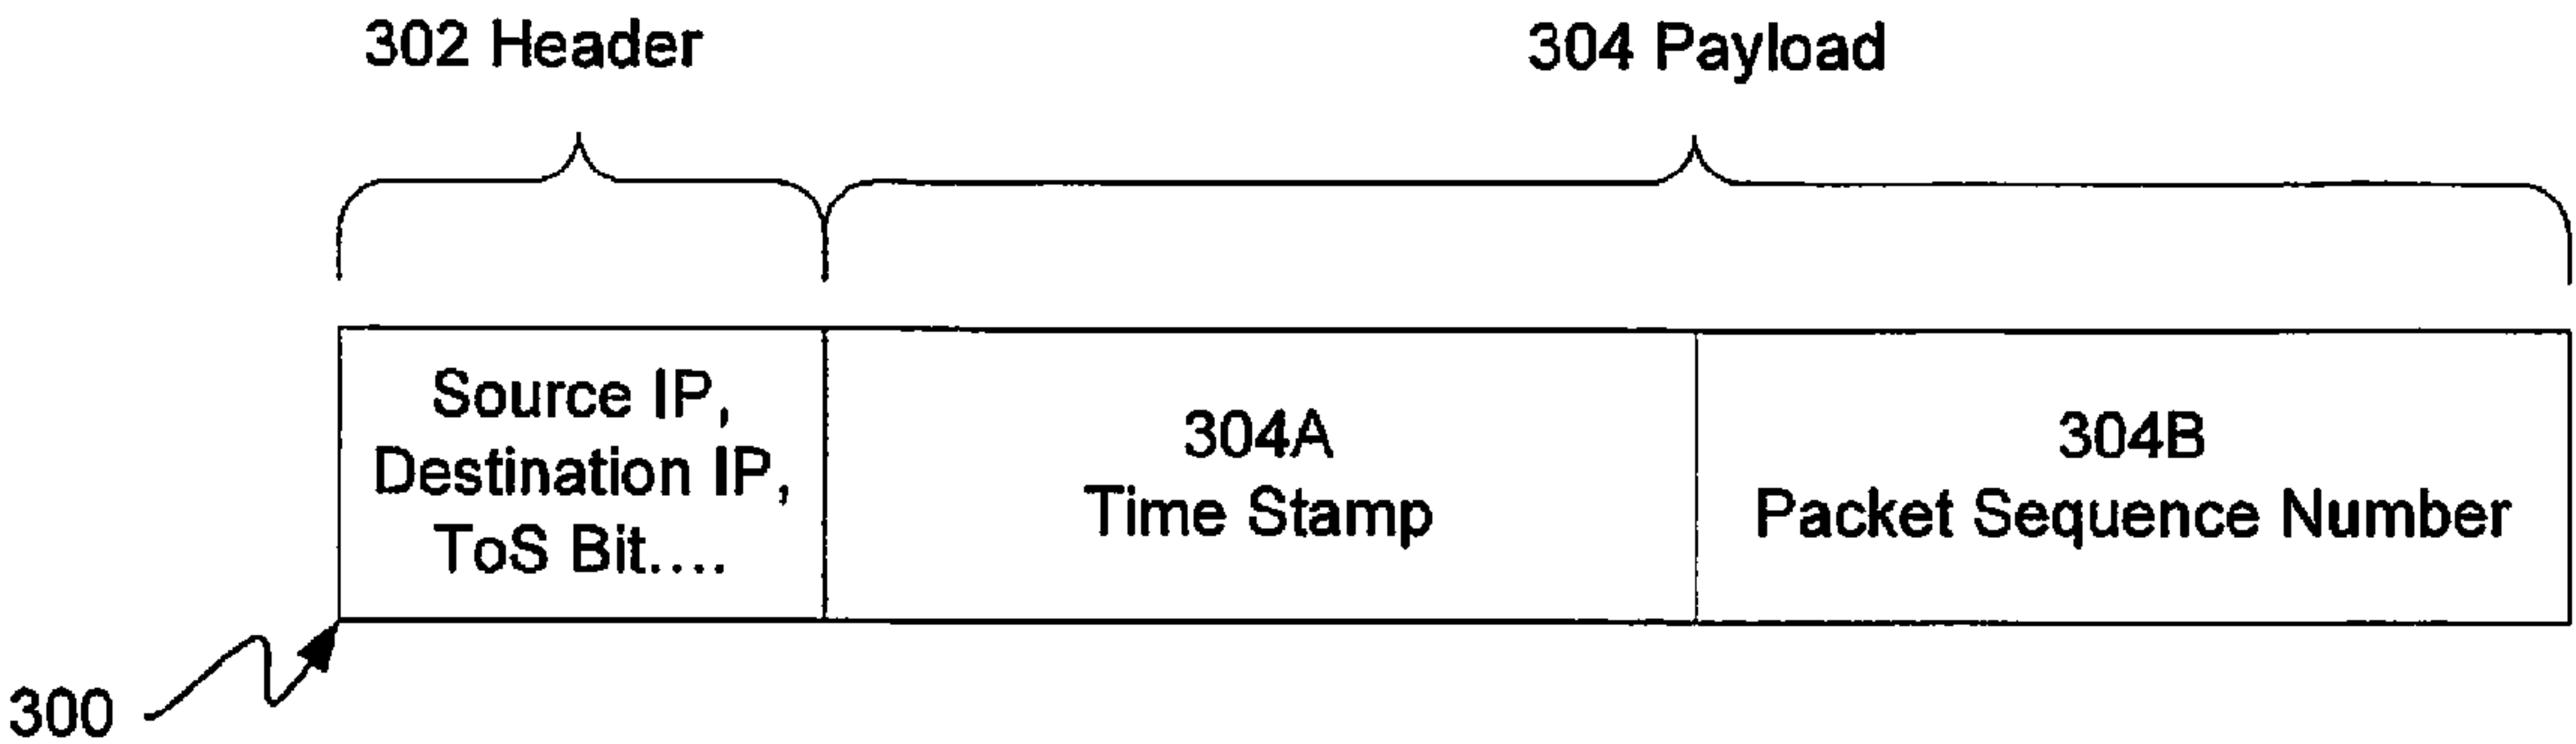 302 Header
304 Payload
Source IP,
Destination IP,
ToS Bit....
304A
Time Stamp
304B
Packet Sequence Number
300